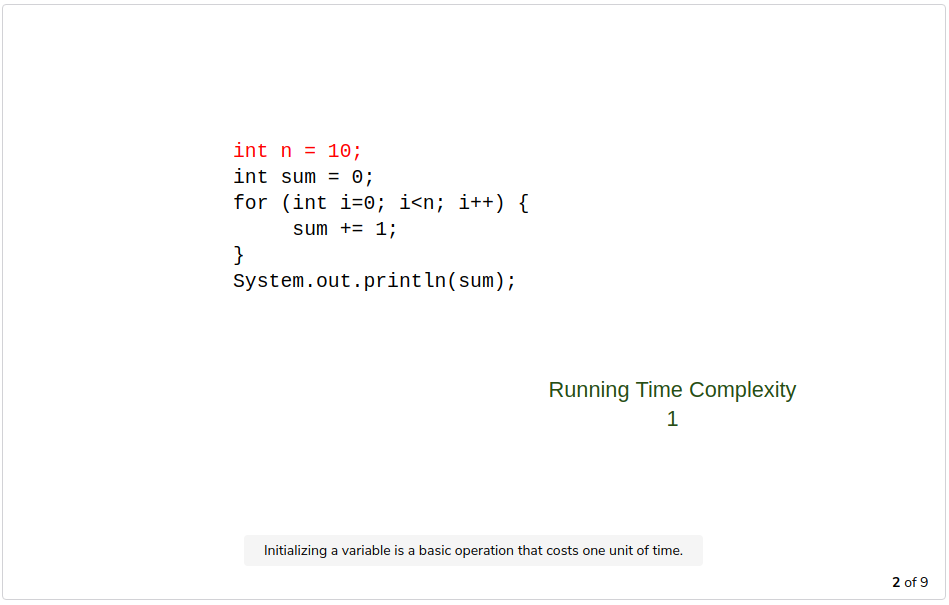 int n = 10;
int sum = 0;
for (int i=0; i<n; i++) {
     sum += 1;
}
System.out.println(sum);
Running Time Complexity
1
Initializing a variable is a basic operation that costs one unit of time.
2 of 9